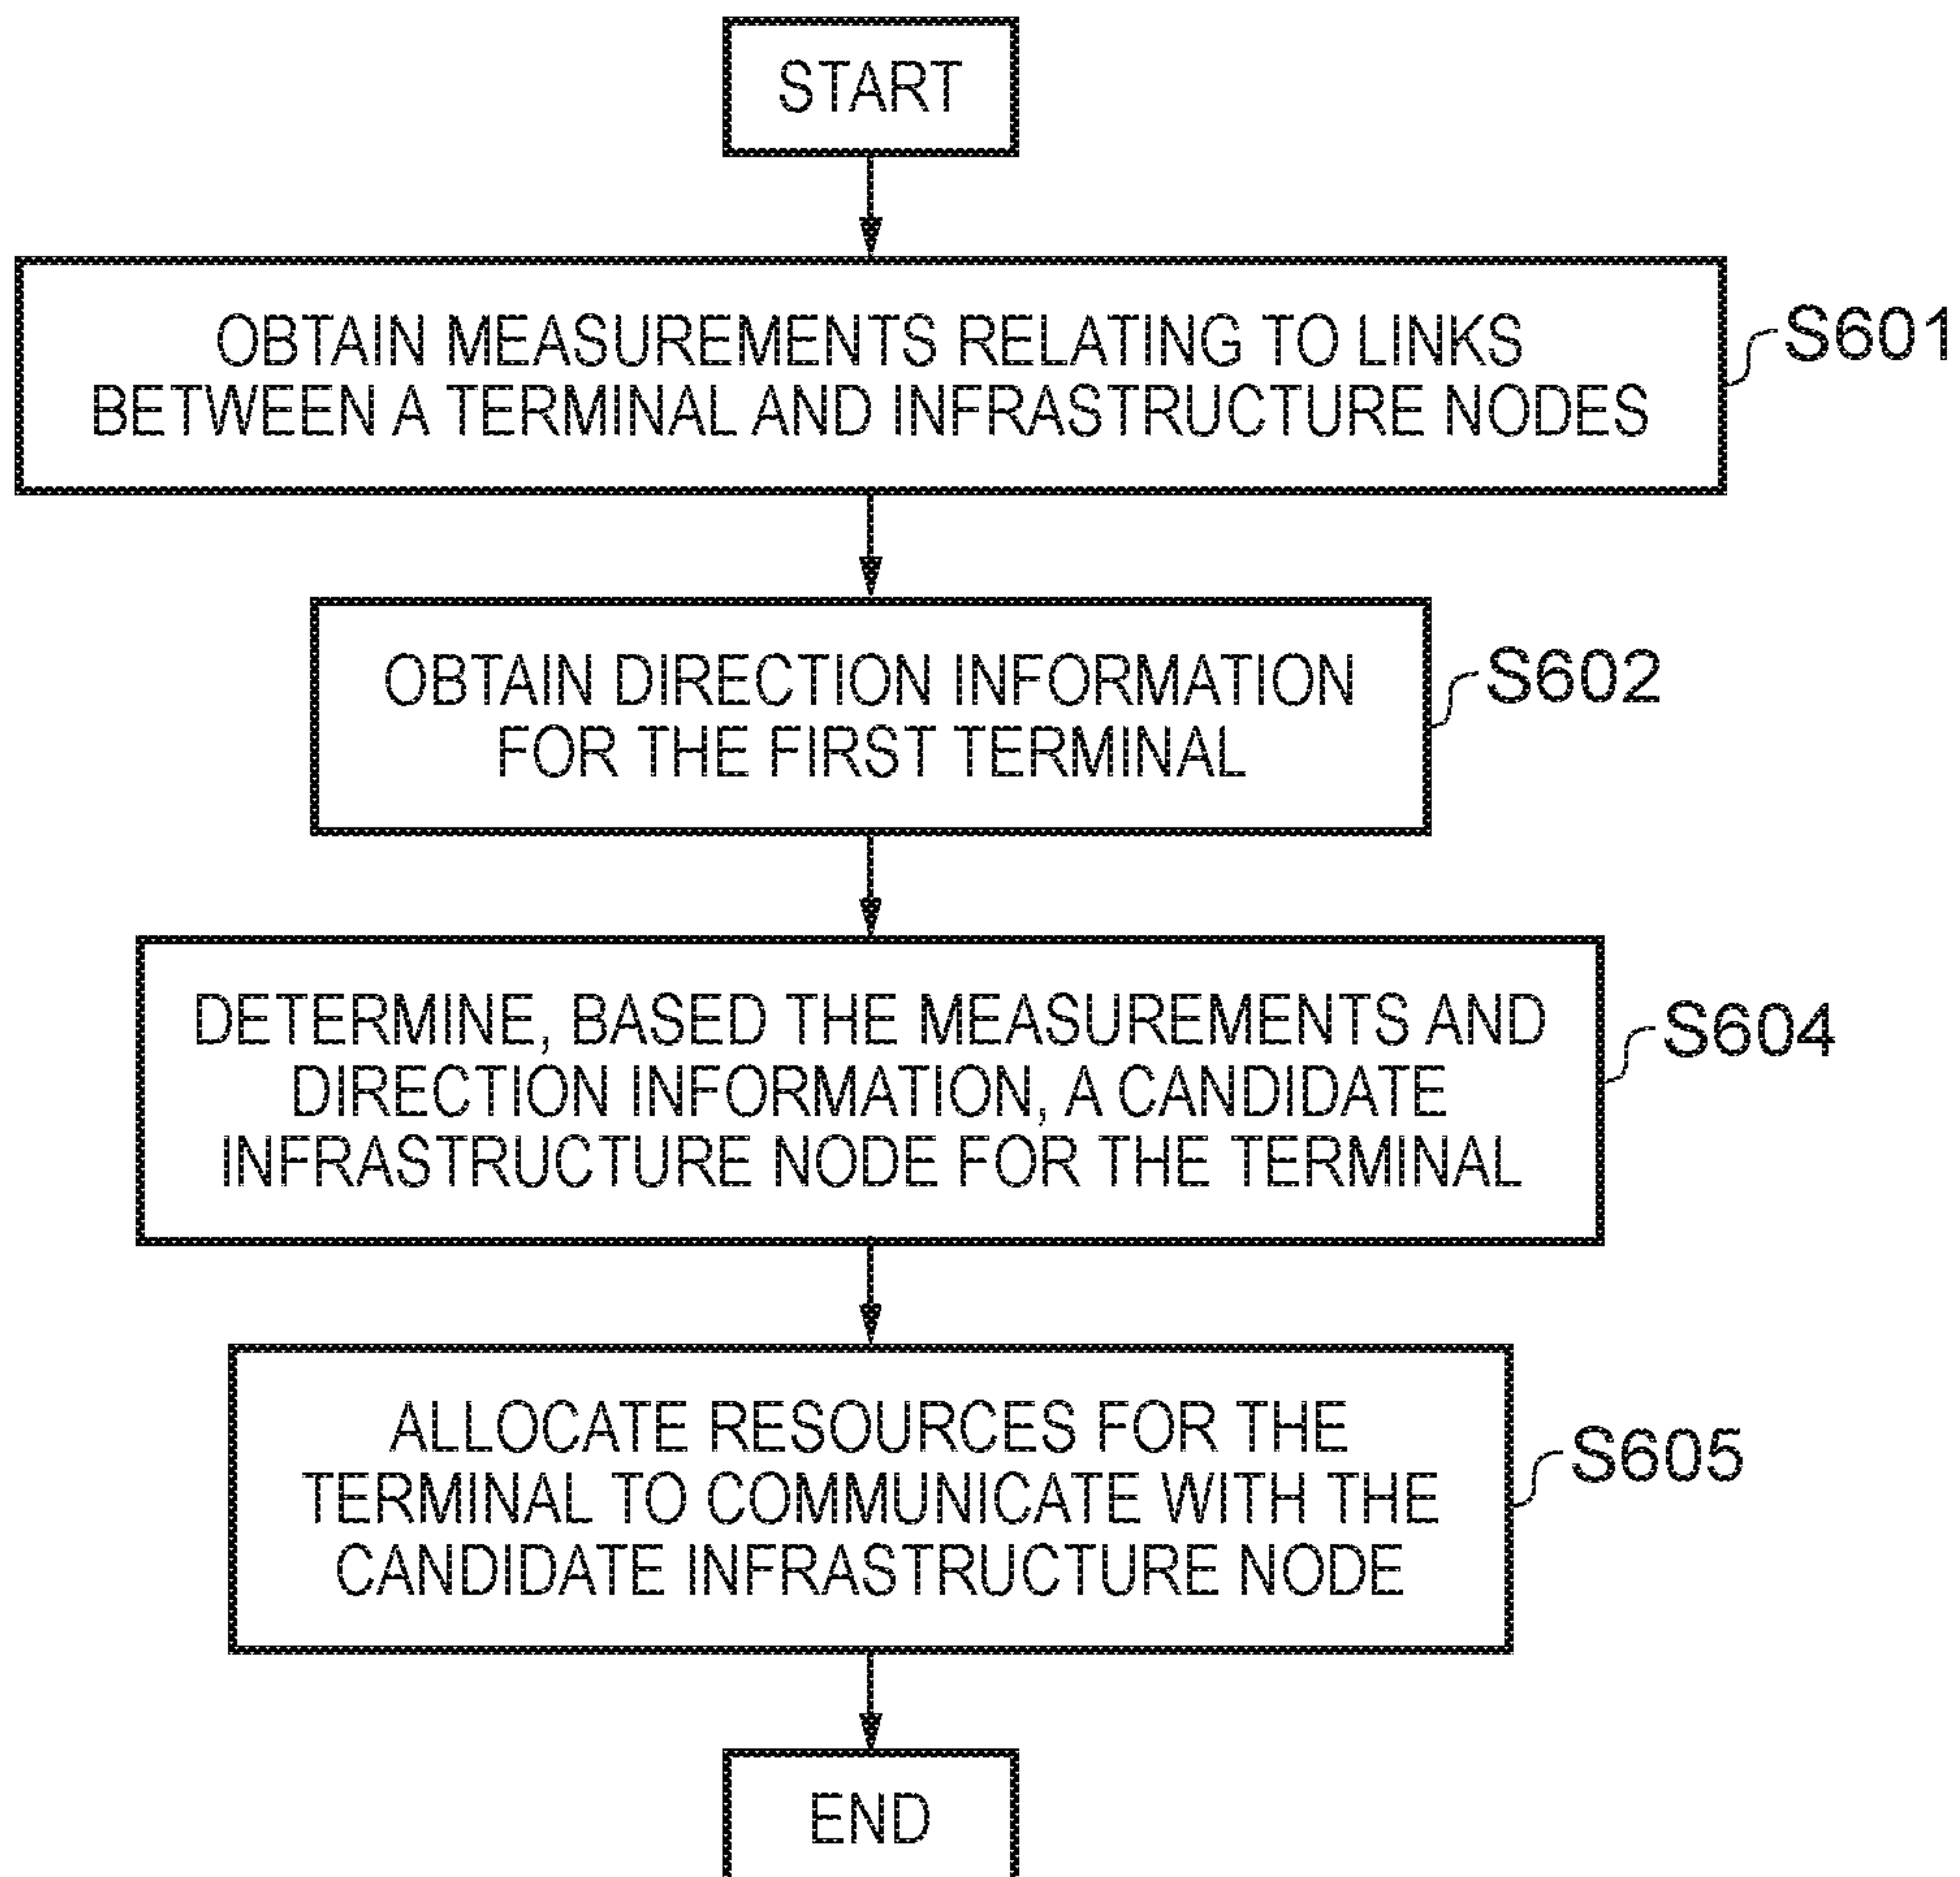 START
OBTAIN MEASUREMENTS RELATING TO LINKS
BETWEEN A TERMINAL AND INFRASTRUCTURE NODES
S601
OBTAIN DIRECTION INFORMATION
FOR THE FIRST TERMINAL
S602
DETERMINE, BASED THE MEASUREMENTS AND
DIRECTION INFORMATION, A CANDIDATE
INFRASTRUCTURE NODE FOR THE TERMINAL
S604
ALLOCATE RESOURCES FOR THE
TERMINAL TO COMMUNICATE WITH THE
CANDIDATE INFRASTRUCTURE NODE
S605
END